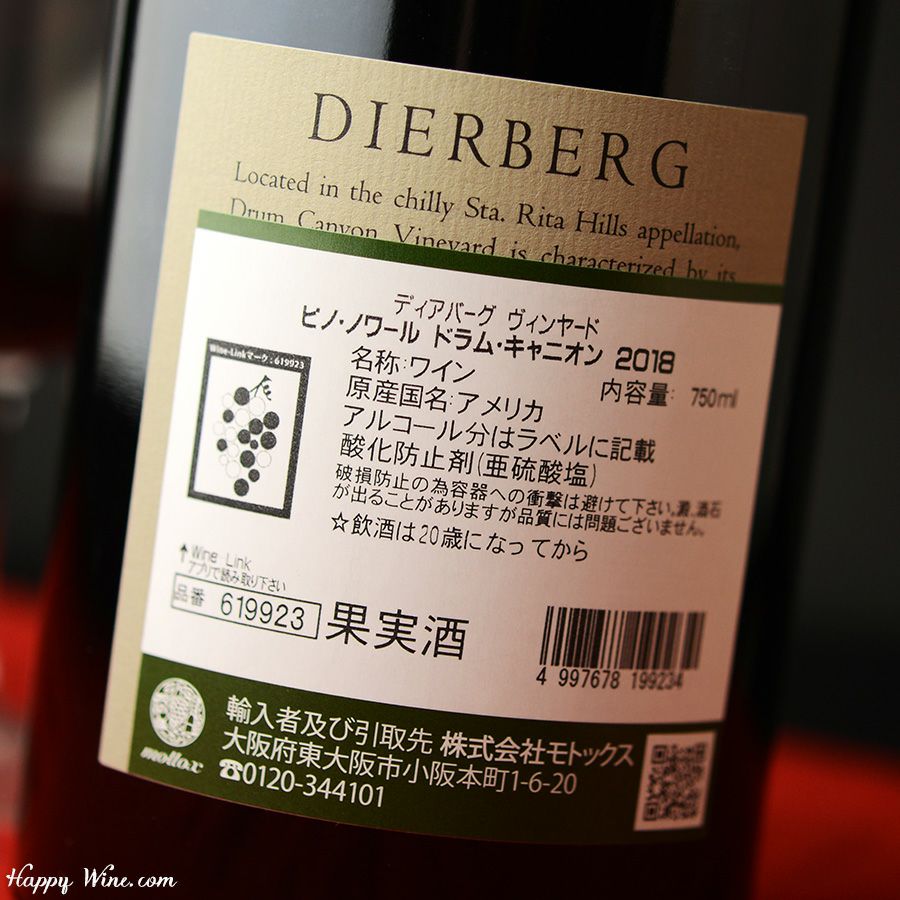 DIERBERG
Located in the chilly Sta. Rita Hills appellation,
Drum Canyon Vineyard is characterized by its
ディアバーグ ヴィンヤード
ピノ・ノワール ドラム・キャニオン 2018
名称:ワイン 内容量: 750ml
原産国名:アメリカ
アルコール分はラベルに記載
酸化防止剤(亜硫酸塩)
破損防止の為容器への衝撃は避けて下さい。澱、酒石
が出ることがありますが品質には問題ございません。
☆飲酒は20歳になってから
Wine-Linkマーク:619923
↑Wine Link
アプリで読み取り下さい
品番 619923
果実酒
4 997678 199234
mottox
輸入者及び引取先 株式会社モトックス
大阪府東大阪市小阪本町1-6-20
☎0120-344101
Happy Wine.com